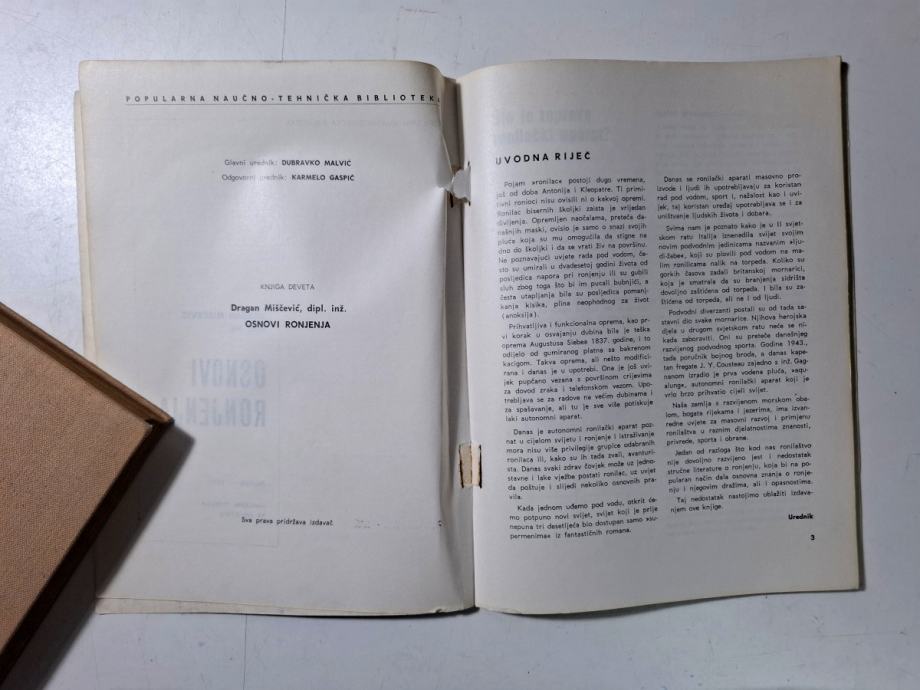 POPULARNA NAUČNO-TEHNIČKA BIBLIOTEKA
Glavni urednik: DUBRAVKO MALVIĆ
Odgovorni urednik: KARMELO GASPIĆ
KNJIGA DEVETA
Dragan Miščević, dipl. inž.
OSNOVI RONJENJA
Sva prava pridržava izdavač
UVODNA RIJEČ
Pojam »ronilac« postoji dugo vremena,
još od doba Antonija i Kleopatre. Ti primi-
tivni ronioci nisu ovisili ni o kakvoj opremi.
Ronilac bisernih školjki zaista je vrijedan
divljenja. Opremljen naočalama, preteča da-
našnjih maski, ovisio je samo o snazi svojih
pluća koja su mu omogućila da stigne na
dno do školjki i da se vrati živ na površinu.
Ne poznavajući uvjete rada pod vodom, ča-
sto su umirali u dvadesetoj godini života od
posljedica napora pri ronjenju ili su gubili
sluh zbog toga što bi im pucali bubnjići, a
česta utapljanja bila su posljedica pomanj-
kanja kisika, plina neophodnog za život
(anoksija).
Prihvatljiva i funkcionalna oprema, kao pr-
vi korak u osvajanju dubina bila je teška
oprema Augustusa Siebea 1837. godine, i to
odijelo od gumiranog platna sa bakrenom
kacigom. Takva oprema, ali nešto modificir-
irana i danas je u upotrebi. Ona je još uvi-
jek pupčano vezana s površinom crijevima
za dovod zraka i telefonskom vezom. Upo-
trebljava se za radove na većim dubinama i
za spašavanje, ali tu je sve više potiskuje
laki autonomni aparat.
Danas je autonomni ronilački aparat poz-
nat u cijelom svijetu i ronjenje i istraživanje
mora nisu više privilegije grupice odabranih
ronilaca ili, kako su ih tada zvali, avanturi-
sta. Danas svaki zdrav čovjek može uz jedno-
stavne i lake vježbe postati ronilac, uz uvjet
da poštuje i slijedi nekoliko osnovnih pra-
vila.
Kada jednom uđemo pod vodu, otkrit će-
mo potpuno novi svijet, svijet koji je prije
nepuna tri desetljeća bio dostupan samo »su-
permenima« iz fantastičnih romana.
Danas se ronilački aparati masovno pro-
izvode i ljudi ih upotrebljavaju za koristan
rad pod vodom, sport i, nažalost kao i uvi-
jek, taj koristan uređaj upotrebljava se i za
uništenje ljudskih života i dobara.
Svima nam je poznato kako je u II svjet-
skom ratu Italija iznenadila svijet svojim
novim podvodnim jedinicama nazvanim »lju-
di-žabe«, koji su plovili pod vodom na ma-
lim ronilicama nalik na torpeda. Koliko su
gorkih časova zadali britanskoj mornarici,
koja je smatrala da su branjenja sidrišta
dovoljno zaštićena od torpeda. I bila su za-
štićena od torpeda, ali ne i od ljudi.
Podvodni diverzanti postali su od tada sa-
stavni dio svake mornarice. Njihova herojska
djela u drugom svjetskom ratu neće se ni-
kada zaboraviti. Oni su preteče današnjeg
razvijenog podvodnog sporta. Godine 1943.,
tada poručnik bojnog broda, a danas kape-
tan fregate J. Y. Cousteau zajedno s inž. Gag-
nanom izradio je prva vodena pluća, »aqu-
alung«, autonomni ronilački aparat koji je
vrlo brzo prihvatio cijeli svijet.
Naša zemlja s razvijenom morskom oba-
lom, bogata rijekama i jezerima, ima izvan-
redne uvjete za masovni razvoj i primjenu
ronilaštva u raznim djelatnostima znanosti,
privrede, sporta i obrane.
Jedan od razloga što kod nas ronilaštvo
nije dovoljno razvijeno jest i nedostatak
stručne literature o ronjenju, koja bi na po-
pularan način dala osnovna znanja o ronje-
nju i njegovim dražima, ali i opasnostima.
Taj nedostatak nastojimo ublažiti izdava-
njem ove knjige.
Urednik
3